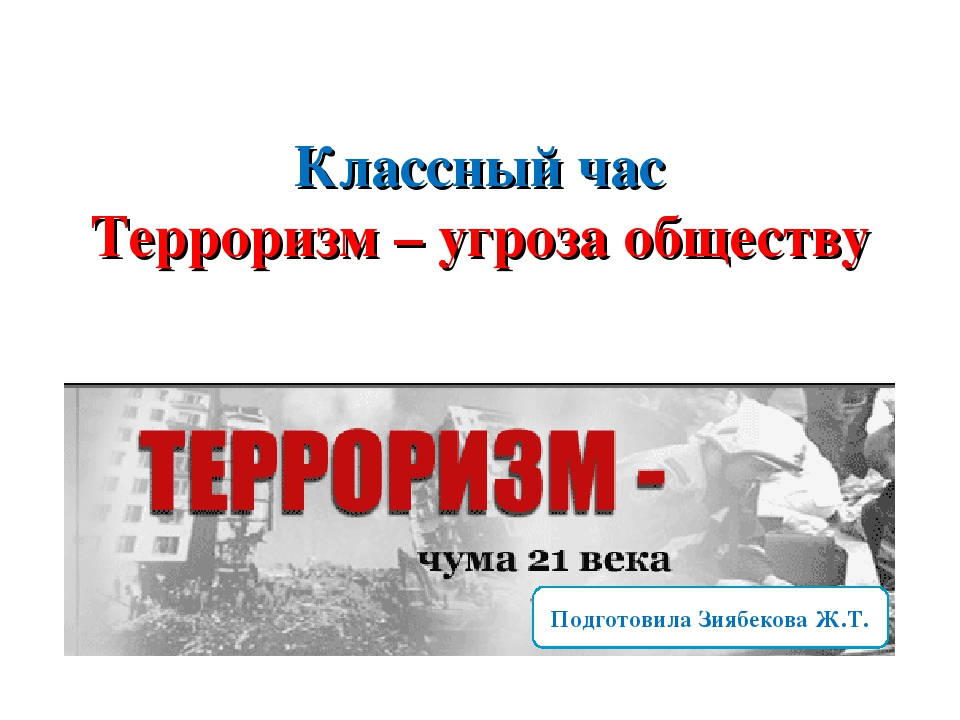 Классный час
Терроризм – угроза обществу
ТЕРРОРИЗМ -
чума 21 века
Подготовила Зиябекова Ж.Т.